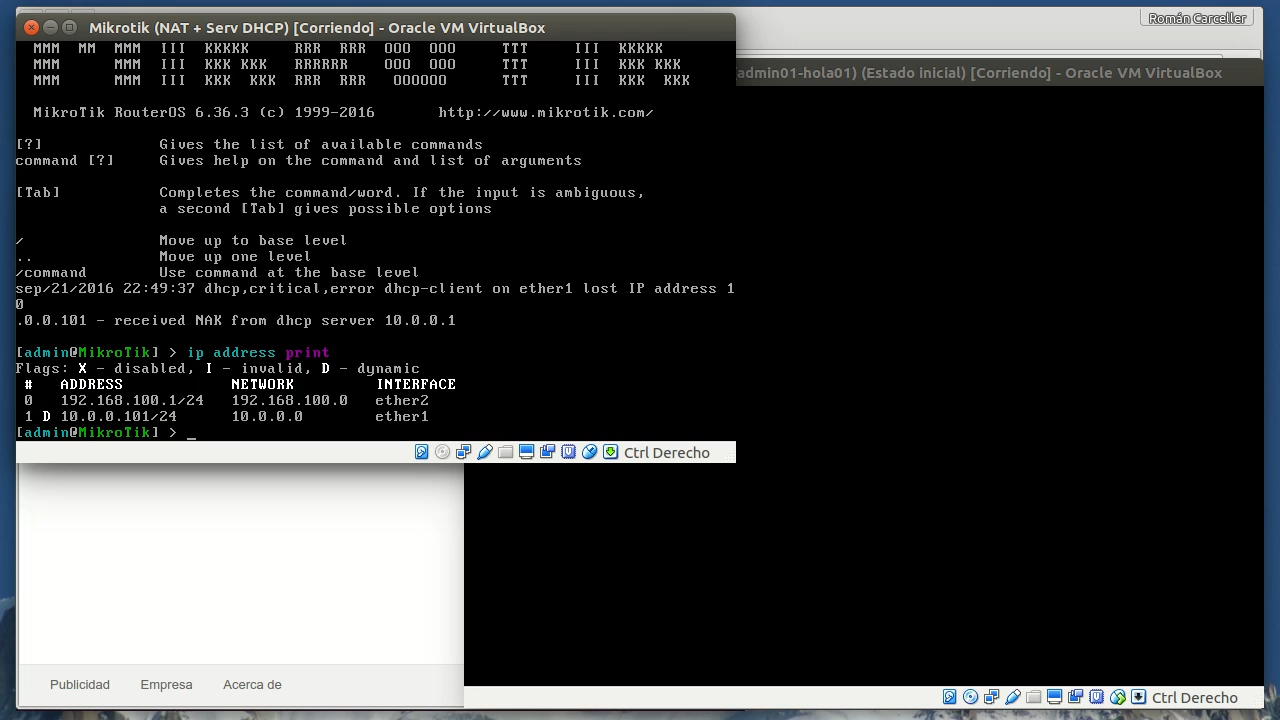 Román Carceller
Mikrotik (NAT + Serv DHCP) [Corriendo] - Oracle VM VirtualBox
admin01-hola01) (Estado inicial) [Corriendo] - Oracle VM VirtualBox
MMM MM MMM III KKKKK RRR RRR OOO OOO TTT III KKKKK
MMM MMM III KKK KKK RRRRRR OOO OOO TTT III KKK KKK
MMM MMM III KKK KKK RRR RRR OOOOOO TTT III KKK KKK
MikroTik RouterOS 6.36.3 (c) 1999-2016 http://www.mikrotik.com/
[?] Gives the list of available commands
command [?] Gives help on the command and list of arguments
[Tab] Completes the command/word. If the input is ambiguous,
a second [Tab] gives possible options
/ Move up to base level
.. Move up one level
/command Use command at the base level
sep/21/2016 22:49:37 dhcp,critical,error dhcp-client on ether1 lost IP address 1
0
.0.0.101 - received NAK from dhcp server 10.0.0.1
[admin@MikroTik] > ip address print
Flags: X - disabled, I - invalid, D - dynamic
# ADDRESS NETWORK INTERFACE
0 192.168.100.1/24 192.168.100.0 ether2
1 D 10.0.0.101/24 10.0.0.0 ether1
[admin@MikroTik] > _
Ctrl Derecho
Publicidad Empresa Acerca de
Ctrl Derecho